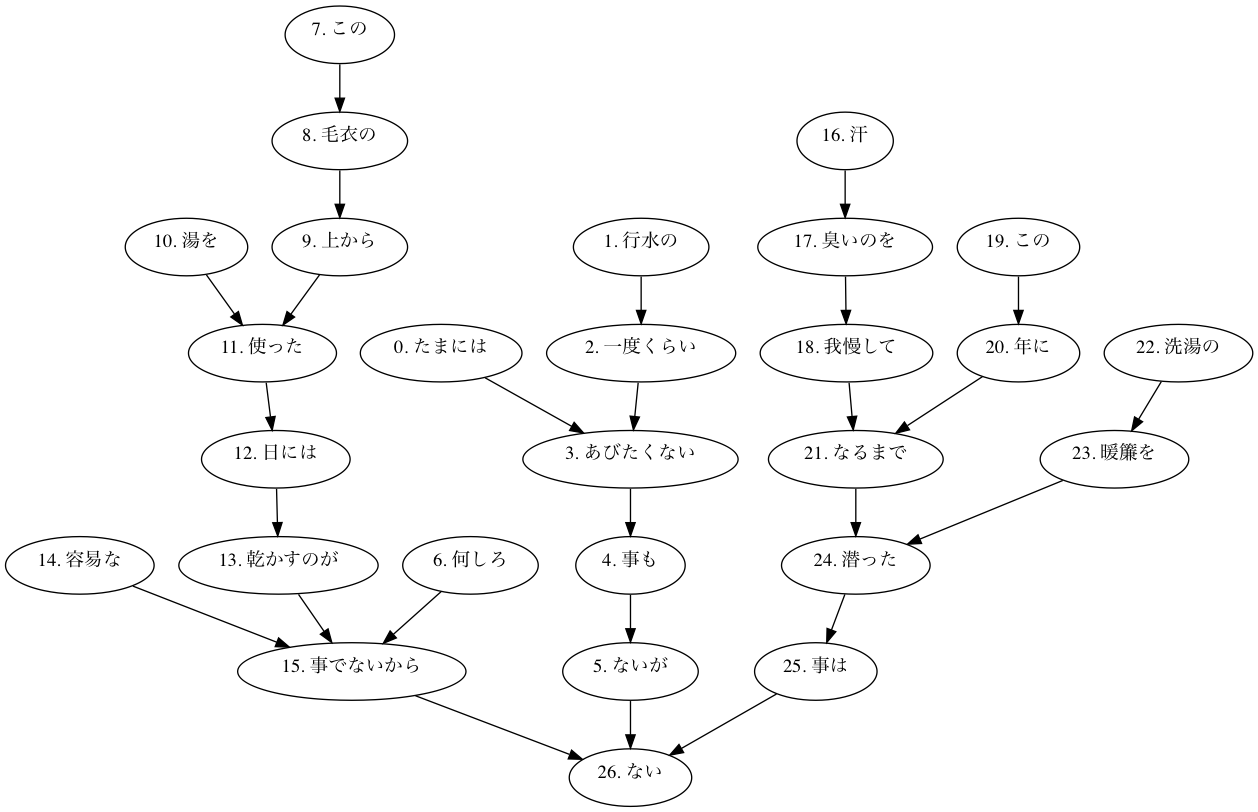 7. この
8. 毛衣の
16. 汗
10. 湯を
9. 上から
1. 行水の
17. 臭いのを
19. この
11. 使った
0. たまには
2. 一度くらい
18. 我慢して
20. 年に
22. 洗湯の
12. 日には
3. あびたくない
21. なるまで
23. 暖簾を
14. 容易な
13. 乾かすのが
6. 何しろ
4. 事も
24. 潜った
15. 事でないから
5. ないが
25. 事は
26. ない